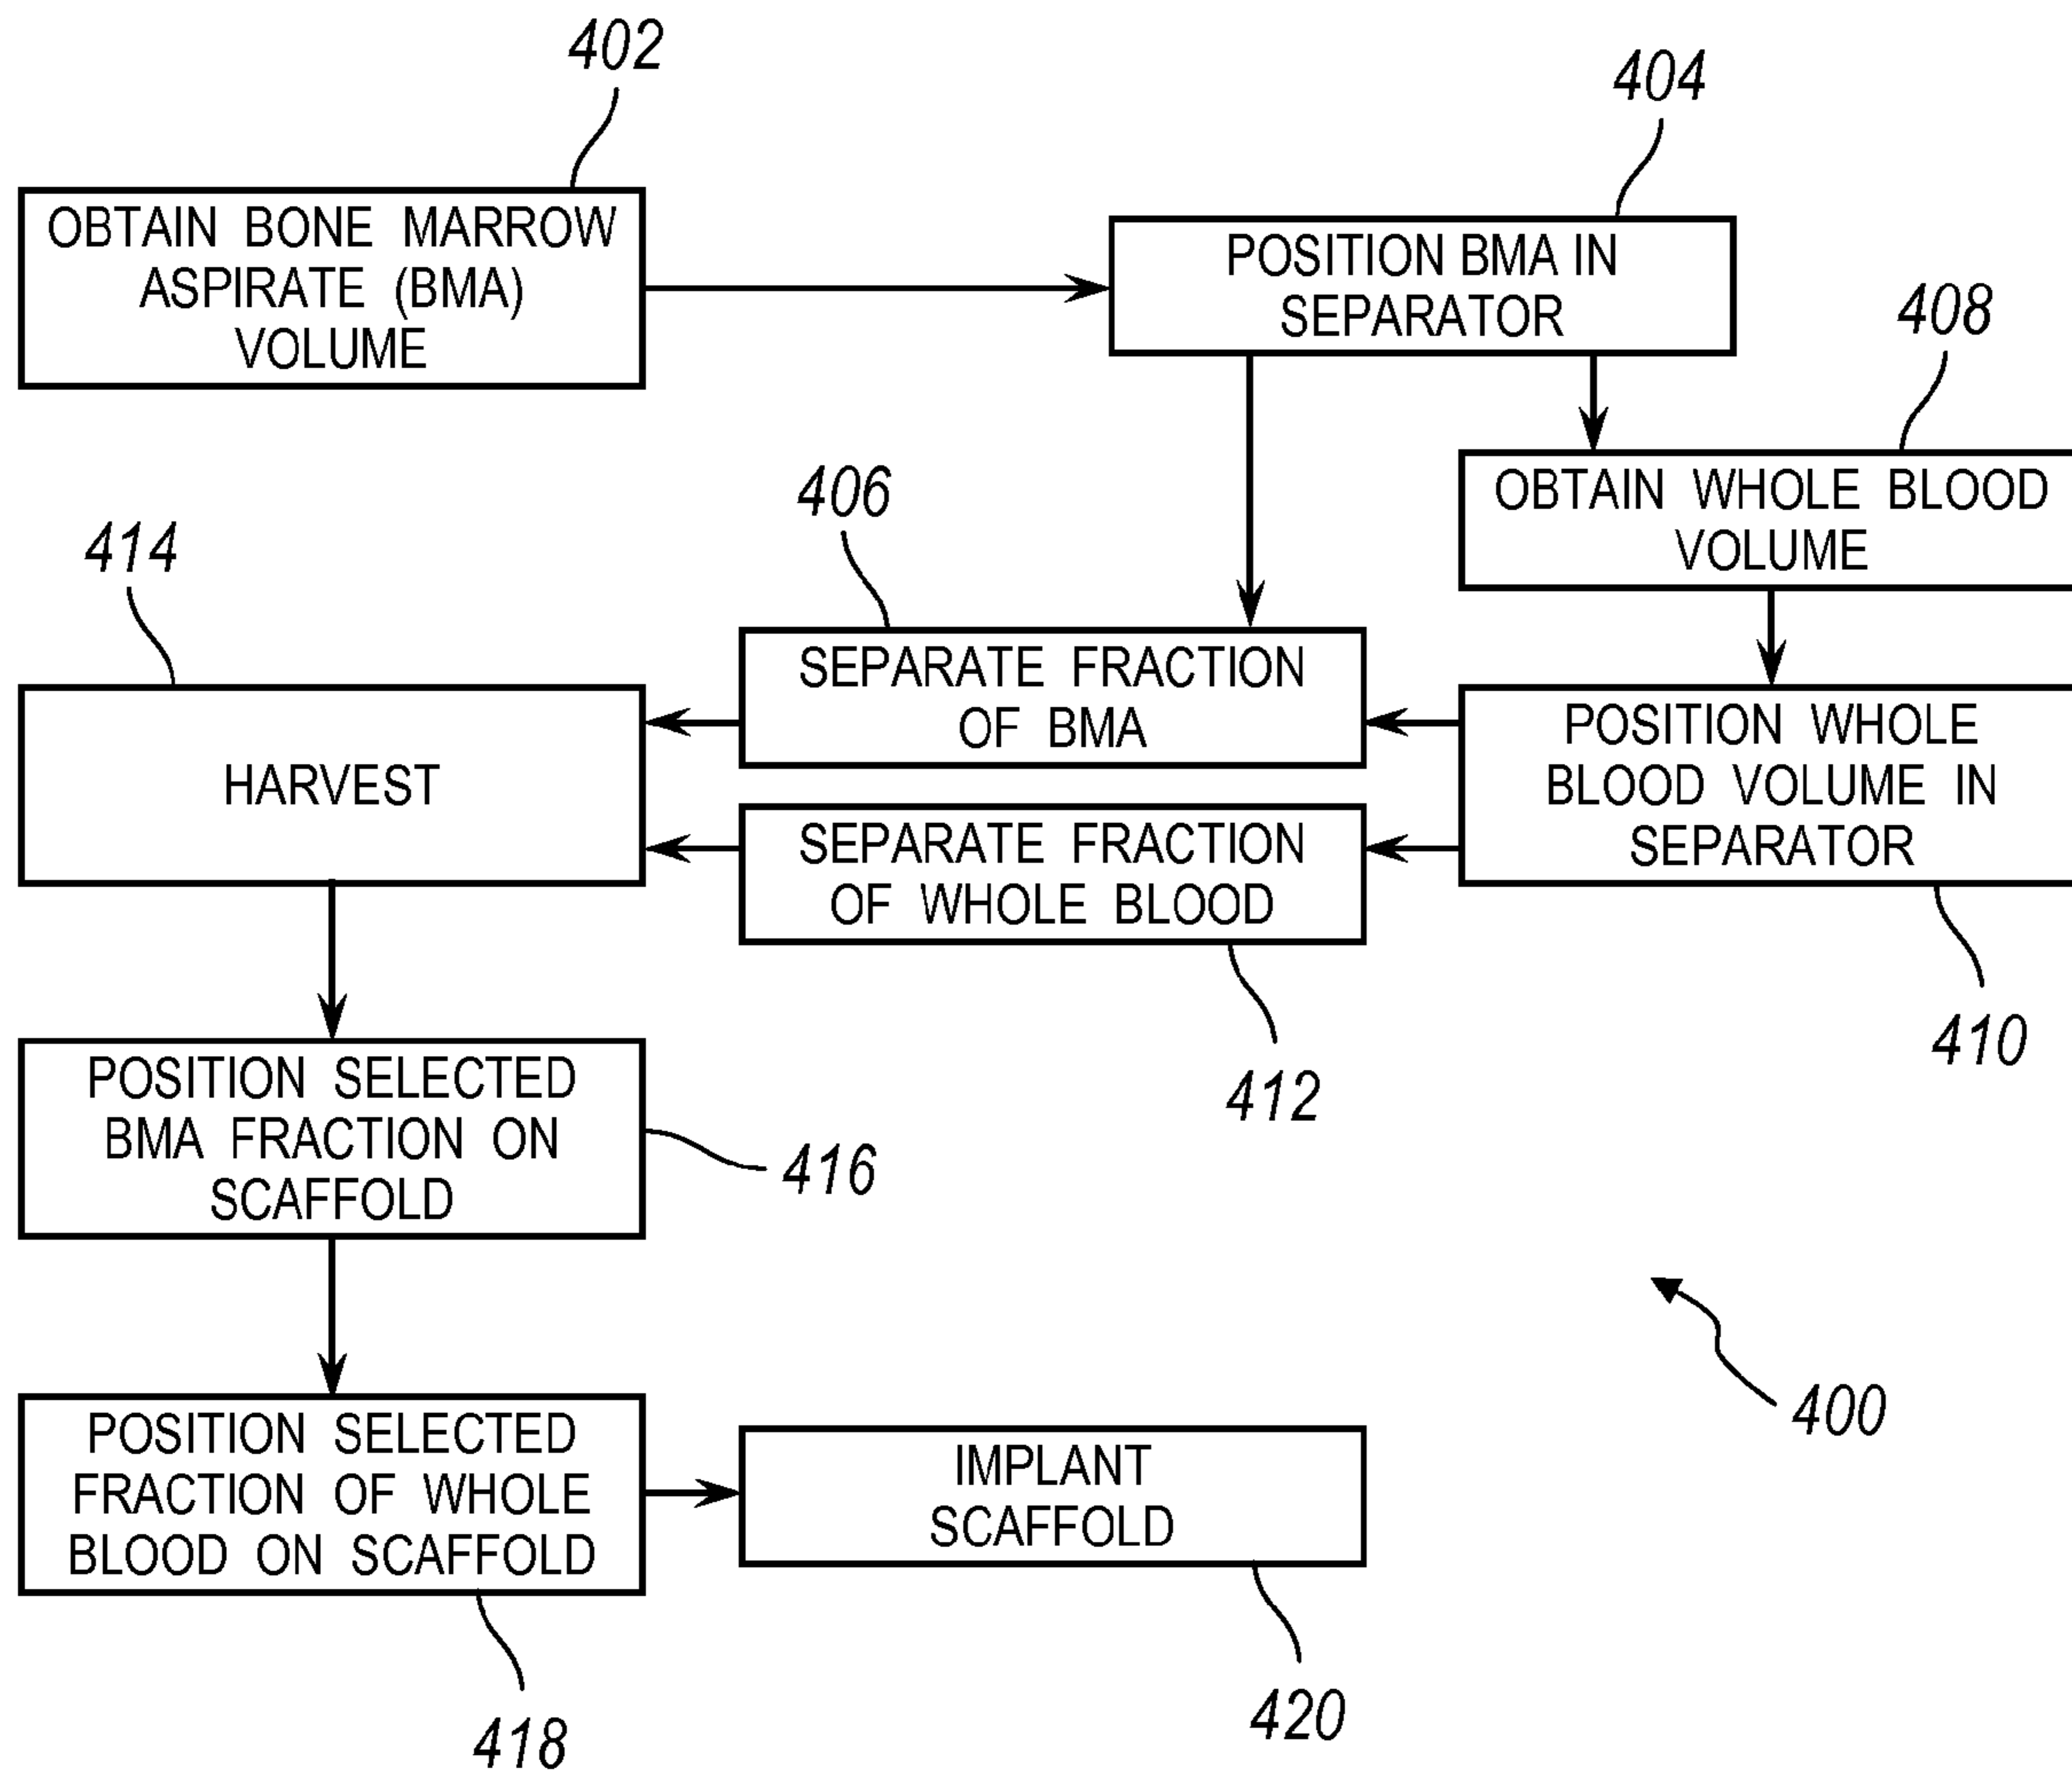 402
OBTAIN BONE MARROW
ASPIRATE (BMA)
VOLUME
404
POSITION BMA IN
SEPARATOR
408
OBTAIN WHOLE BLOOD
VOLUME
406
SEPARATE FRACTION
OF BMA
414
HARVEST
POSITION WHOLE
BLOOD VOLUME IN
SEPARATOR
410
SEPARATE FRACTION
OF WHOLE BLOOD
412
POSITION SELECTED
BMA FRACTION ON
SCAFFOLD
416
400
POSITION SELECTED
FRACTION OF WHOLE
BLOOD ON SCAFFOLD
418
IMPLANT
SCAFFOLD
420